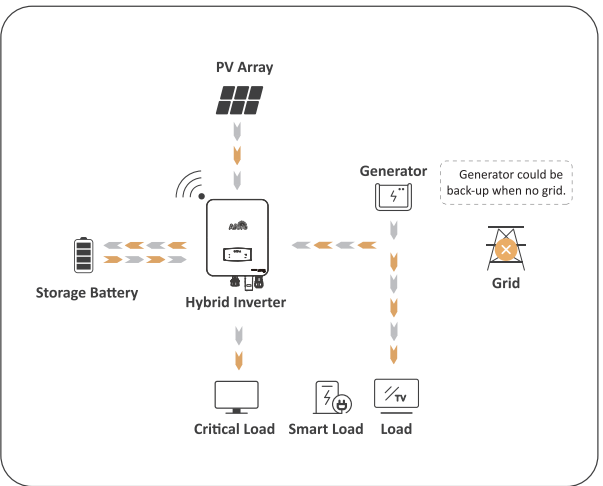 PV Array
Generator
Generator could be
back-up when no grid.
Storage Battery
Hybrid Inverter
Grid
TV
Critical Load
Smart Load
Load